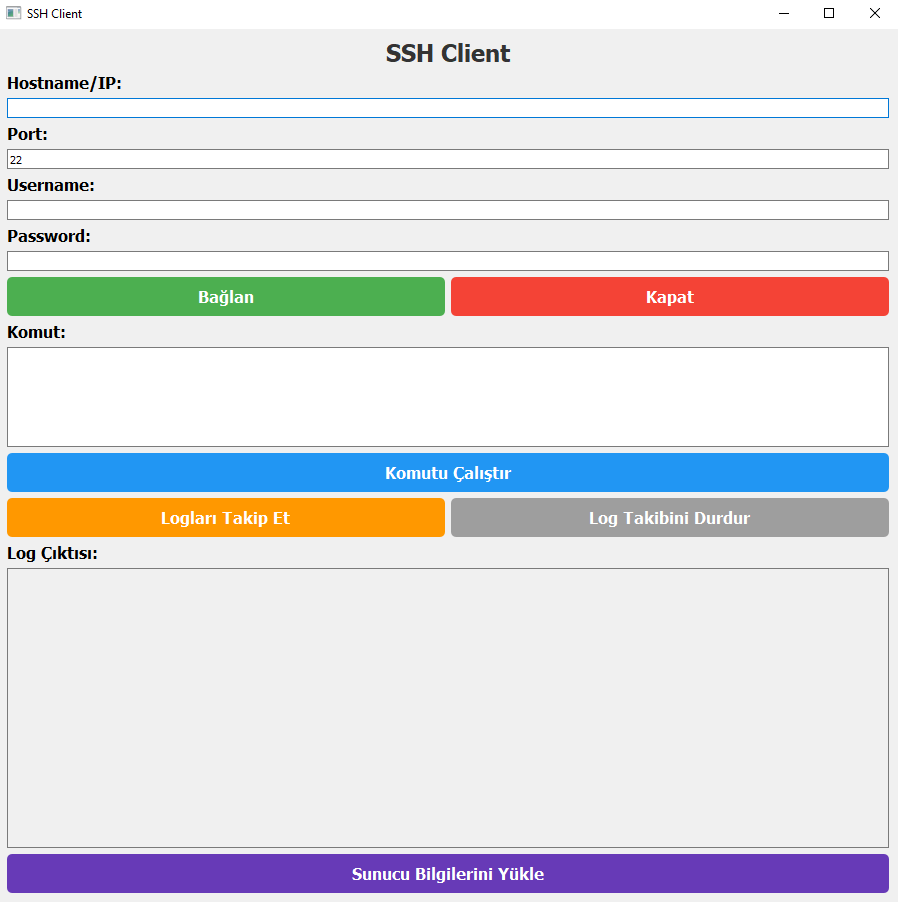 SSH Client
SSH Client
Hostname/IP:
Port:
22
Username:
Password:
Bağlan
Kapat
Komut:
Komutu Çalıştır
Logları Takip Et
Log Takibini Durdur
Log Çıktısı:
Sunucu Bilgilerini Yükle